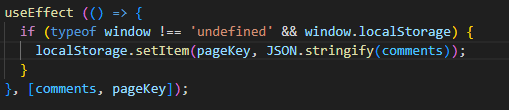 useEffect (() => {
  if (typeof window !== 'undefined' && window.localStorage) {
    localStorage.setItem(pageKey, JSON.stringify(comments));
  }
}, [comments, pageKey]);